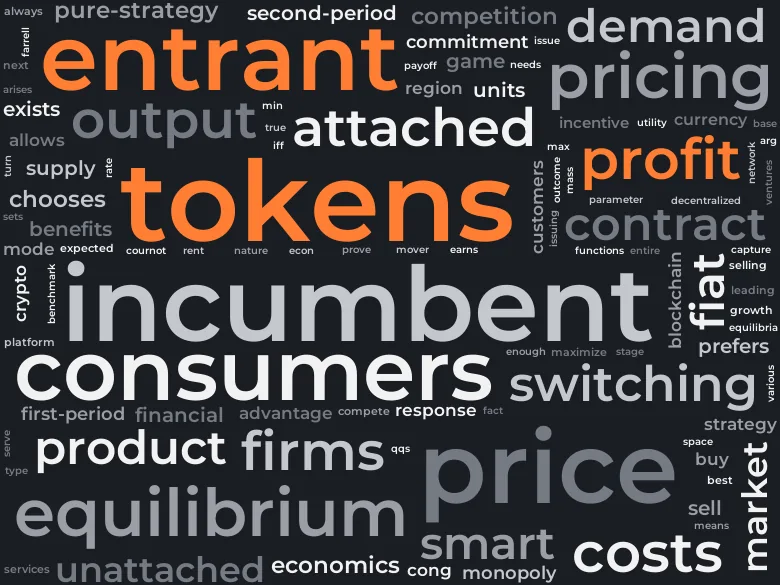 always pure-strategy second-period competition demand
farrell entrant commitment issue
next payoff game needs pricing
arises region units
exists output min attached incentive utility currency base
allows true iff max profit network arg
turn supply rate tokens customers outcome mass ventures
chooses parameter decentralized
sets benefits issuing contract
mode expected cournot rent nature econ prove mover earns functions entire capture
crypto benchmark incumbent blockchain fiat selling
leading
growth
platform equilibria
consumers enough maximize stage prefers
switching various
first-period financial advantage compete response fact strategy
serve product firms qqs price space market
type buy
best
equilibrium sell
means
smart costs
services unattached economics cong monopoly